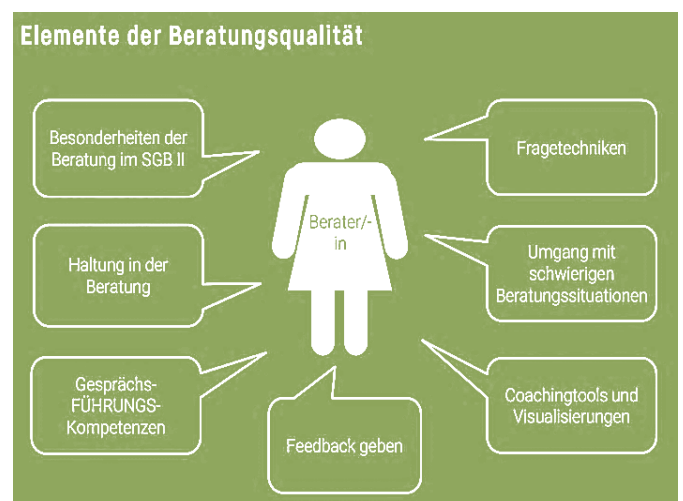 Elemente der Beratungsqualität
Besonderheiten der
Beratung im SGB II
Haltung in der
Beratung
Gesprächs-
FÜHRUNGS-
Kompetenzen
Berater/-
in
Feedback geben
Fragetechniken
Umgang mit
schwierigen
Beratungssituationen
Coachingtools und
Visualisierungen